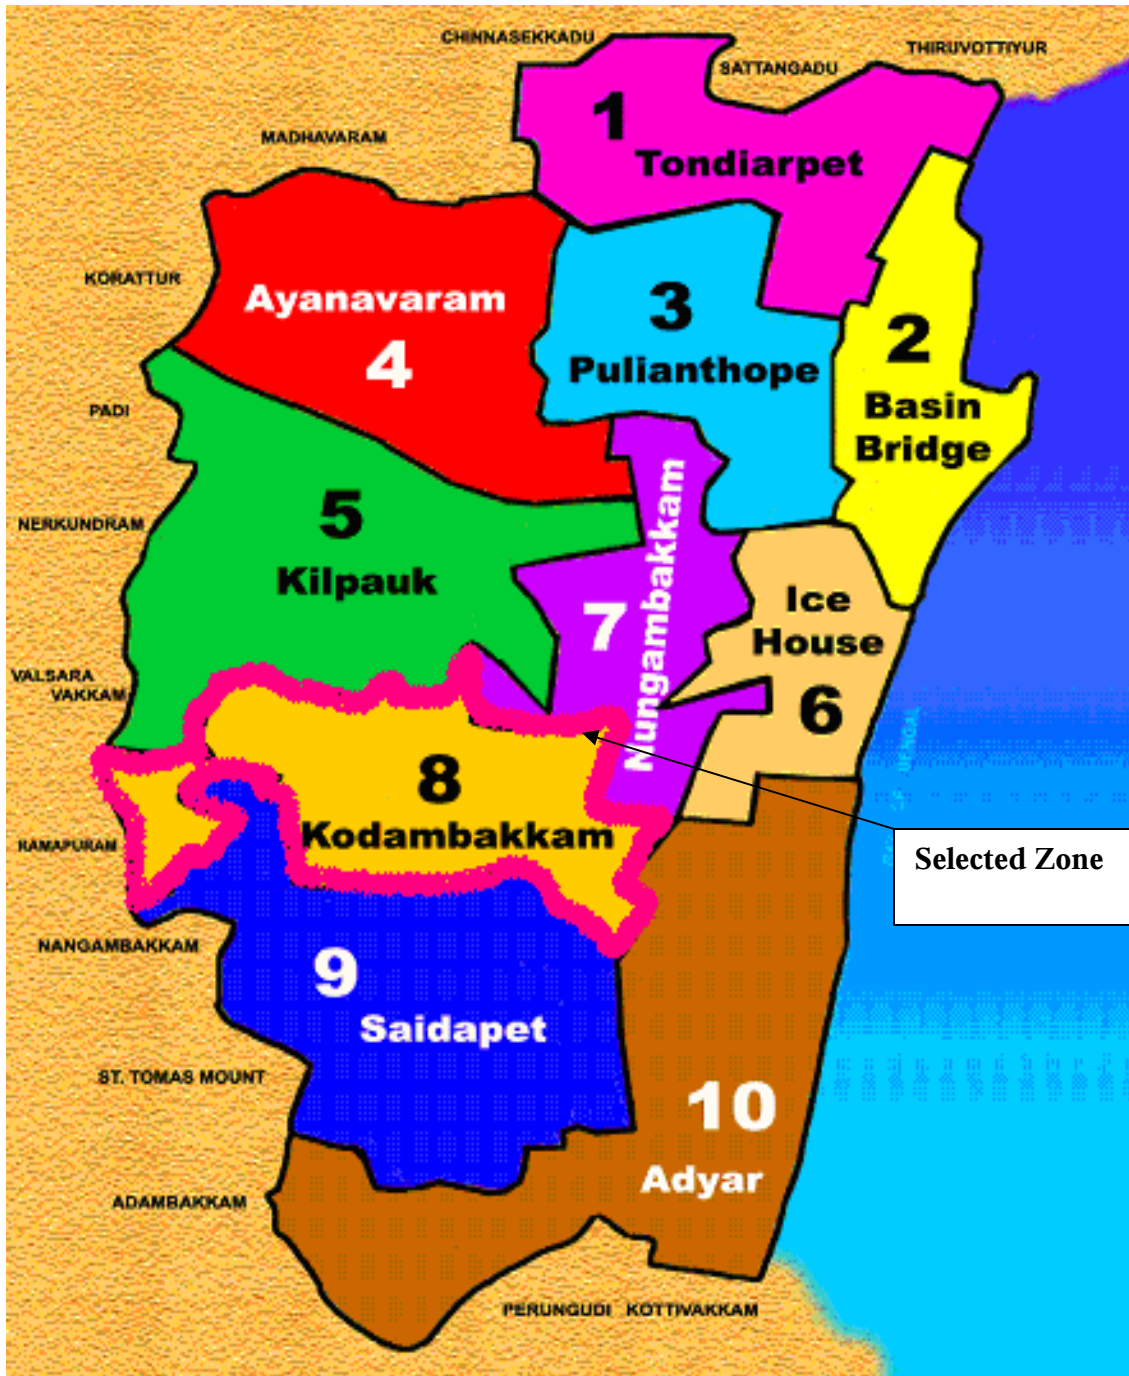 CHINNASEKKADU
THIRUVOTTIYUR
SATTANGADU
1
Tondiarpet
MADHAVARAM
KORATTUR
Ayanavaram
4
3
Pulianthope
2
Basin
Bridge
PADI
5
Kilpauk
NERKUNDRAM
7
Nungambakkam
Ice
House
6
VALSARA
VAKKAM
8
Kodambakkam
RAMAPURAM
Selected Zone
NANGAMBAKKAM
9
Saidapet
ST. TOMAS MOUNT
10
Adyar
ADAMBAKKAM
PERUNGUDI KOTTIVAKKAM